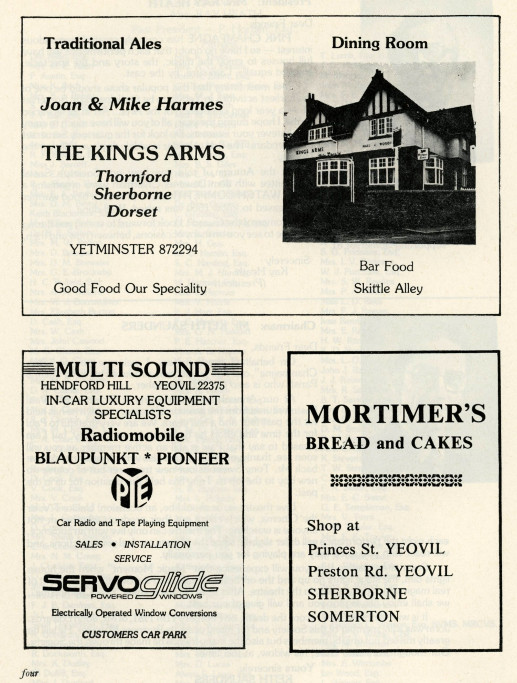 Traditional Ales
Dining Room
Joan & Mike Harmes
THE KINGS ARMS
Thornford
Sherborne
Dorset
YETMINSTER 872294
Good Food Our Speciality
KINGS ARMS
Bar Food
Skittle Alley
MULTI SOUND
HENDFORD HILL YEOVIL 22375
IN-CAR LUXURY EQUIPMENT
SPECIALISTS
Radiomobile
BLAUPUNKT * PIONEER
PYE
Car Radio and Tape Playing Equipment
SALES • INSTALLATION
SERVICE
SERVOglide
POWERED WINDOWS
Electrically Operated Window Conversions
CUSTOMERS CAR PARK
MORTIMER'S
BREAD and CAKES
Shop at
Princes St. YEOVIL
Preston Rd. YEOVIL
SHERBORNE
SOMERTON
four